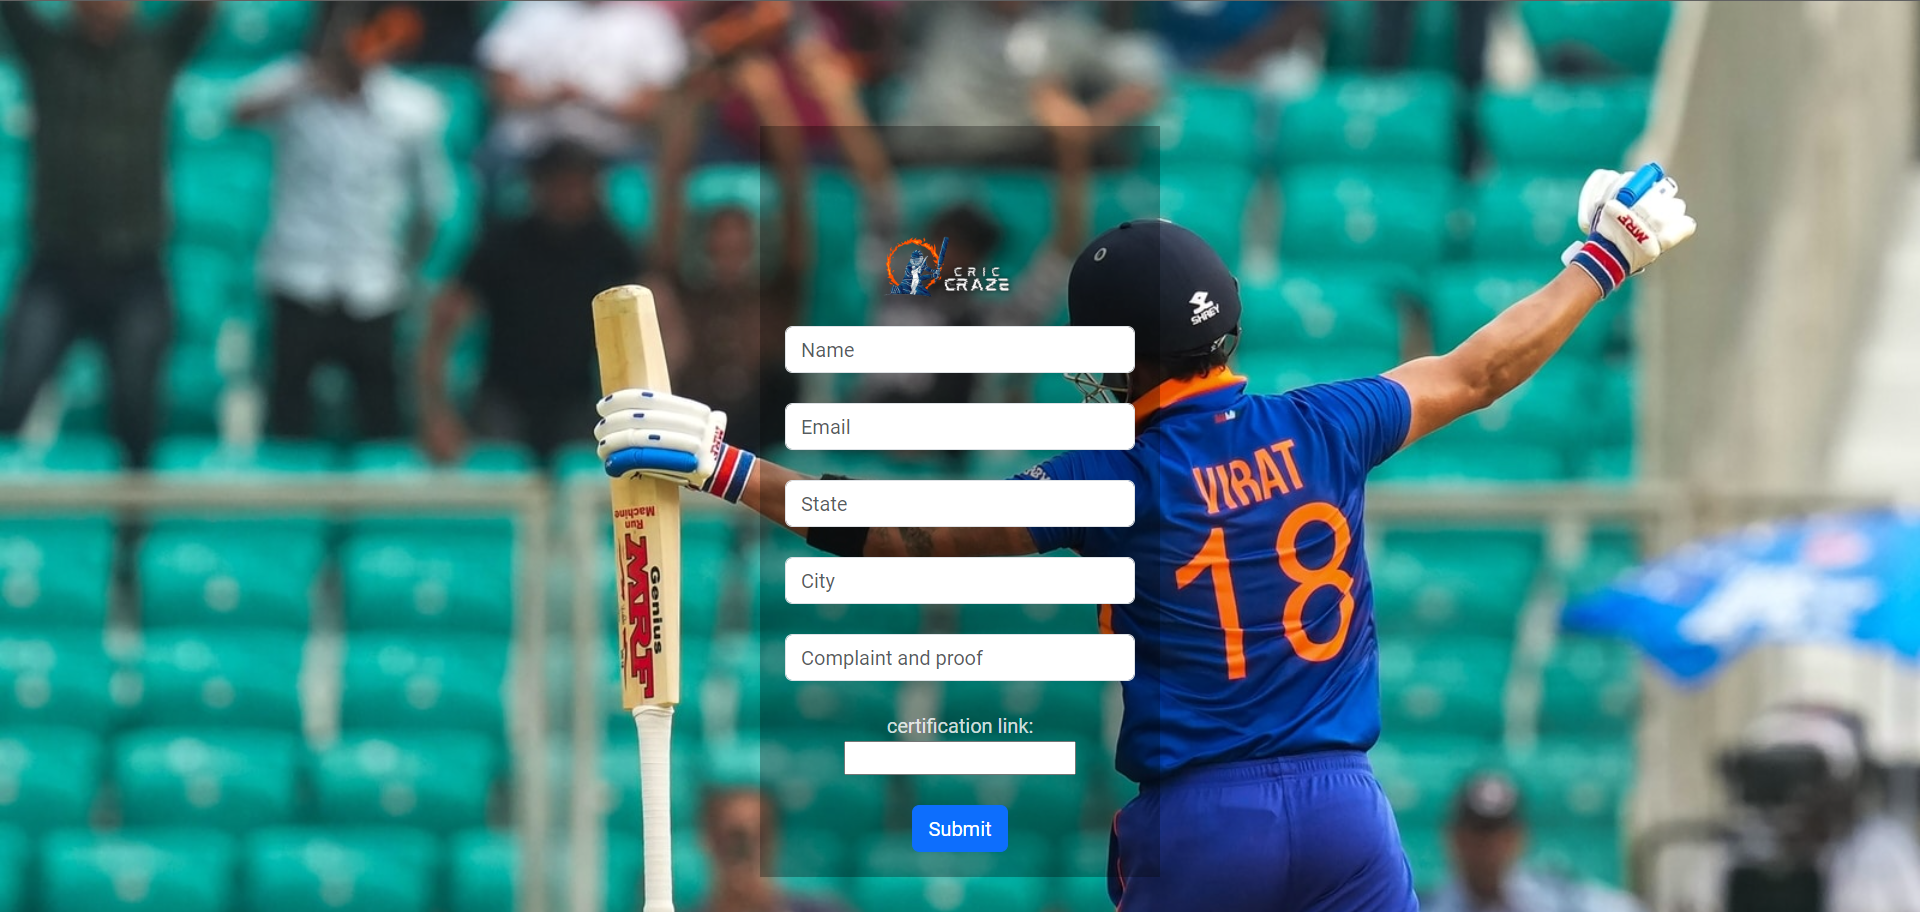 CRIC
CRAZE
Name
Email
State
City
Complaint and proof
certification link:
Submit
MRF
SHREY
VIRAT
18
MRF
Run
Machine
Genius
MRF